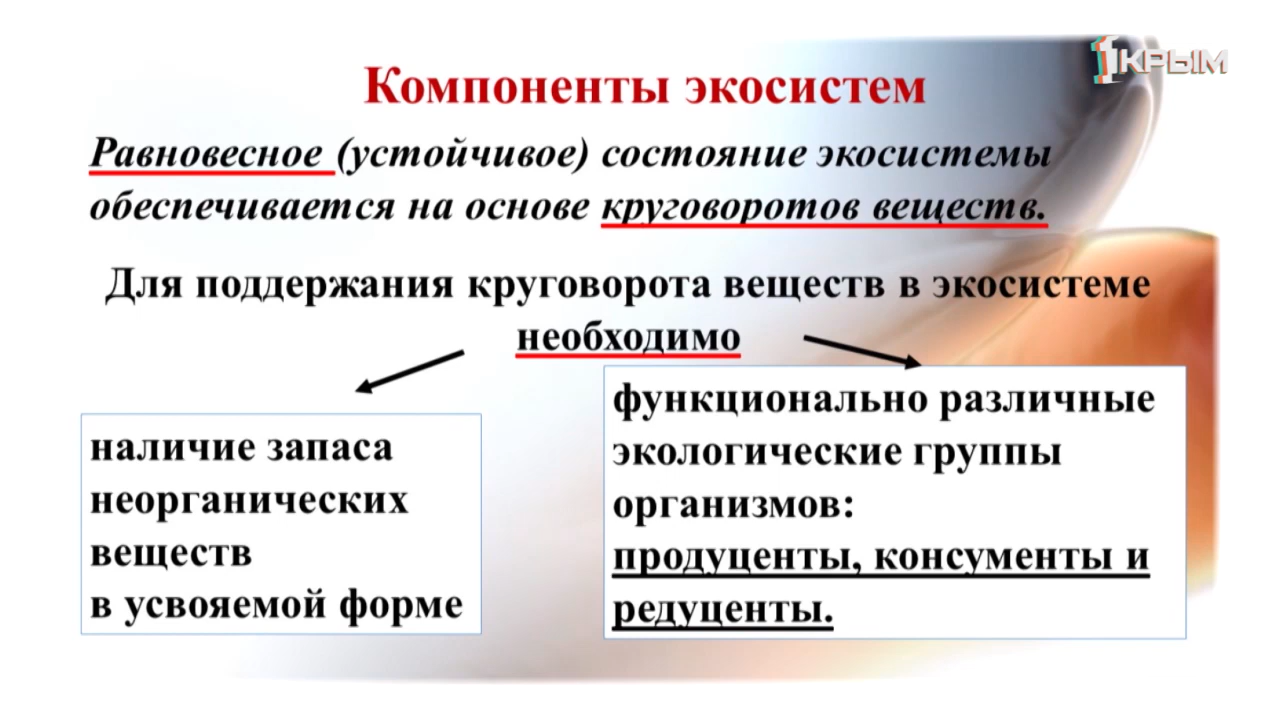 1КРЫМ
Компоненты экосистем
Равновесное (устойчивое) состояние экосистемы
обеспечивается на основе круговоротов веществ.
Для поддержания круговорота веществ в экосистеме
необходимо
наличие запаса
неорганических
веществ
в усвояемой форме
функционально различные
экологические группы
организмов:
продуценты, консументы и
редуценты.